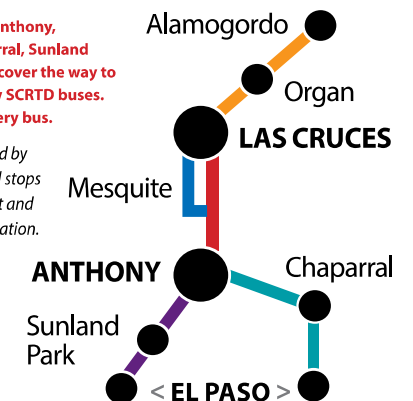 nthony,
rral, Sunland
cover the way to
SCRTD buses.
ery bus.
d by
stops
t and
ation.
Alamogordo
Organ
LAS CRUCES
Mesquite
ANTHONY
Chaparral
Sunland
Park
< EL PASO >